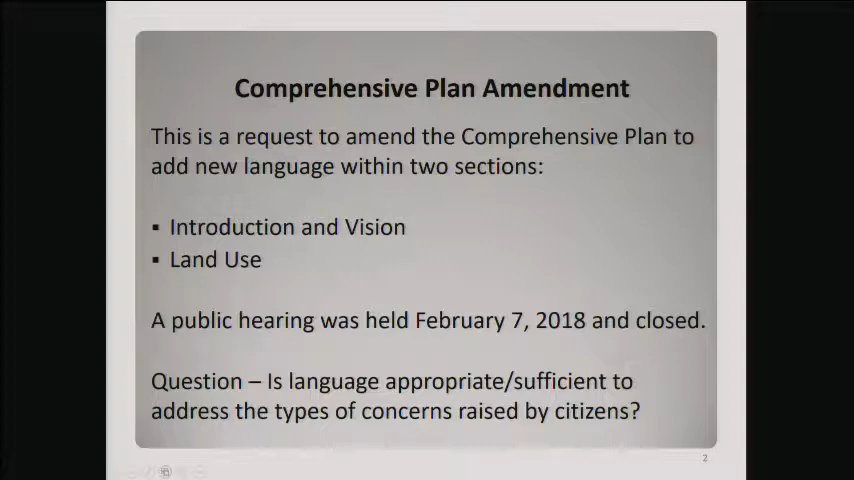 Comprehensive Plan Amendment
This is a request to amend the Comprehensive Plan to
add new language within two sections:
▪ Introduction and Vision
▪ Land Use
A public hearing was held February 7, 2018 and closed.
Question – Is language appropriate/sufficient to
address the types of concerns raised by citizens?
2